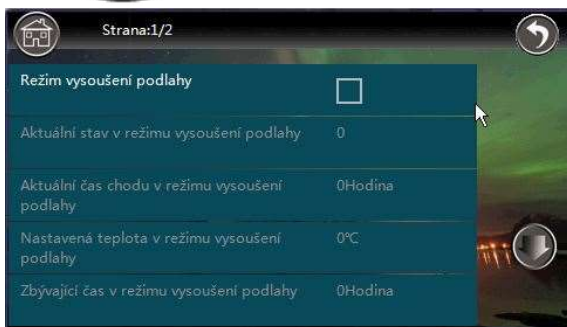 Strana:1/2
Režim vysoušení podlahy
Aktuální stav v režimu vysoušení podlahy 0
Aktuální čas chodu v režimu vysoušení 0Hodina
podlahy
Nastavená teplota v režimu vysoušení 0℃
podlahy
Zbývající čas v režimu vysoušení podlahy 0Hodina